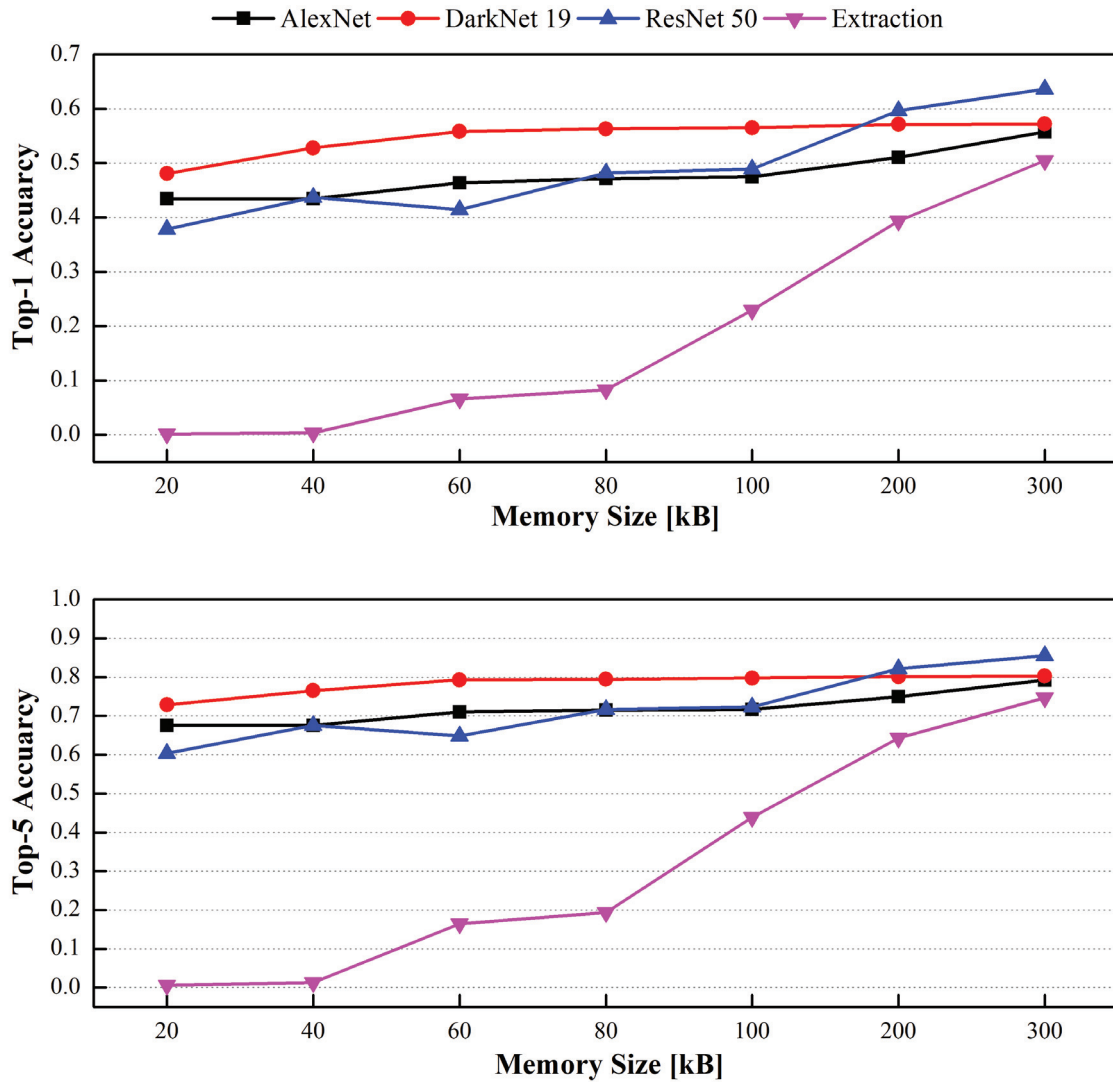 AlexNet DarkNet 19 ResNet 50 Extraction
0.7
0.6
0.5
0.4
0.3
0.2
0.1
0.0
Top-1 Accuarcy
20 40 60 80 100 200 300
Memory Size [kB]
1.0
0.9
0.8
0.7
0.6
0.5
0.4
0.3
0.2
0.1
0.0
Top-5 Accuarcy
20 40 60 80 100 200 300
Memory Size [kB]